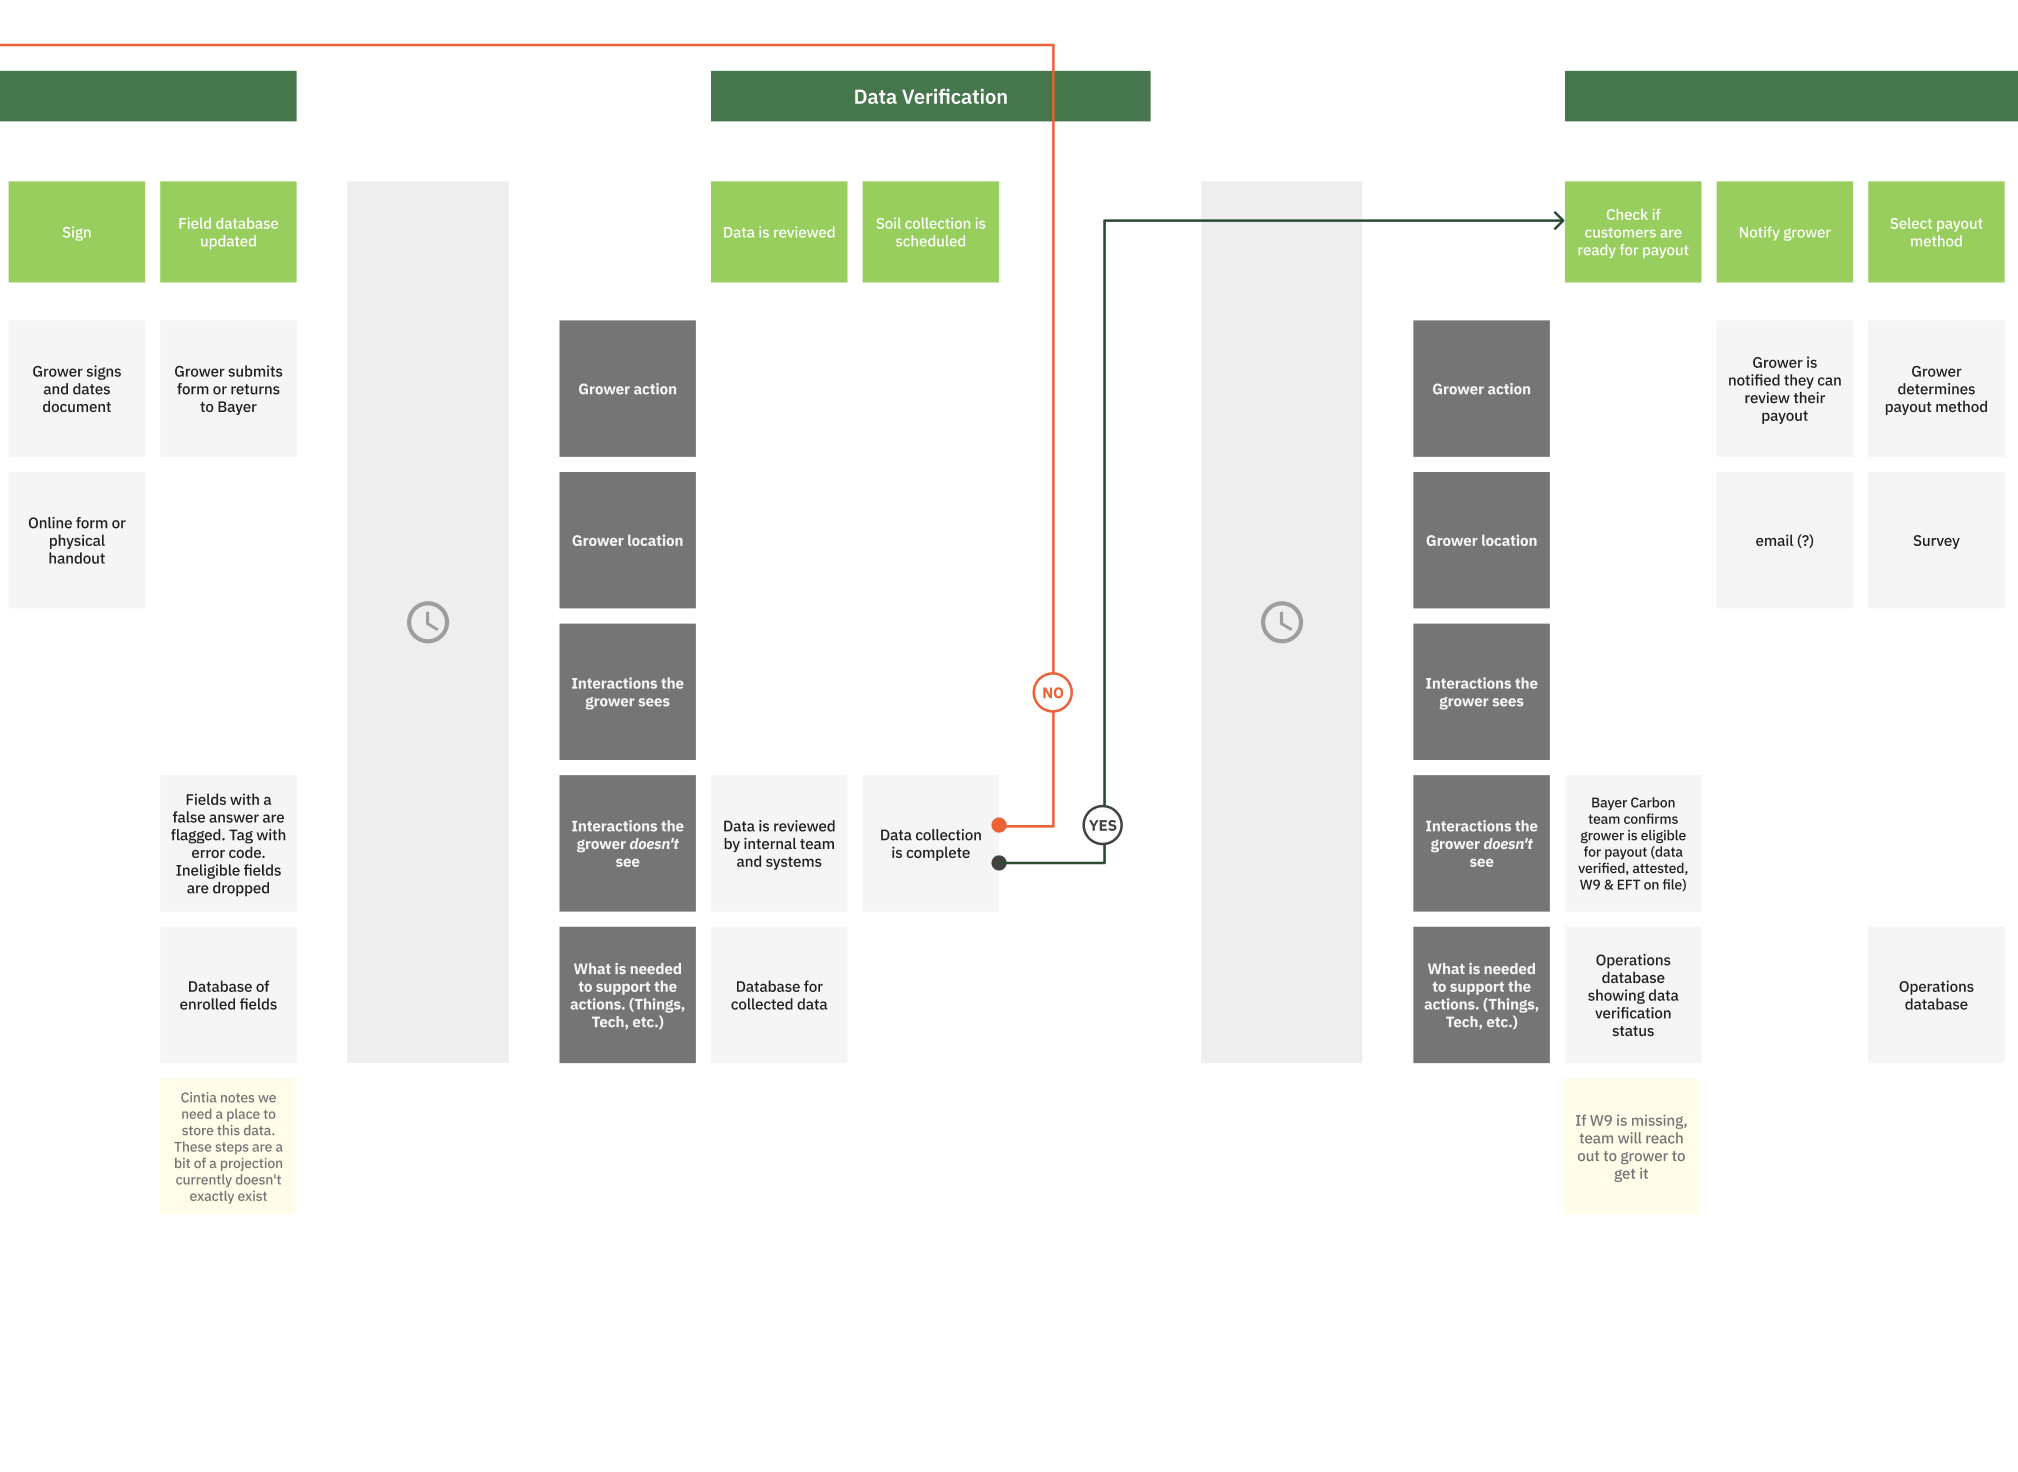 Data Verification
Sign
Field database
updated
Data is reviewed
Soil collection is
scheduled
Check if
customers are
ready for payout
Notify grower
Select payout
method
Grower signs
and dates
document
Grower submits
form or returns
to Bayer
Grower action
Grower action
Grower is
notified they can
review their
payout
Grower
determines
payout method
Online form or
physical
handout
Grower location
Grower location
email (?)
Survey
Interactions the
grower sees
NO
Interactions the
grower sees
Fields with a
false answer are
flagged. Tag with
error code.
Ineligible fields
are dropped
Interactions the
grower doesn't
see
Data is reviewed
by internal team
and systems
Data collection
is complete
YES
Interactions the
grower doesn't
see
Bayer Carbon
team confirms
grower is eligible
for payout (data
verified, attested,
W9 & EFT on file)
Database of
enrolled fields
What is needed
to support the
actions. (Things,
Tech, etc.)
Database for
collected data
What is needed
to support the
actions. (Things,
Tech, etc.)
Operations
database
showing data
verification
status
Operations
database
Cintia notes we
need a place to
store this data.
These steps are a
bit of a projection
currently doesn't
exactly exist
If W9 is missing,
team will reach
out to grower to
get it